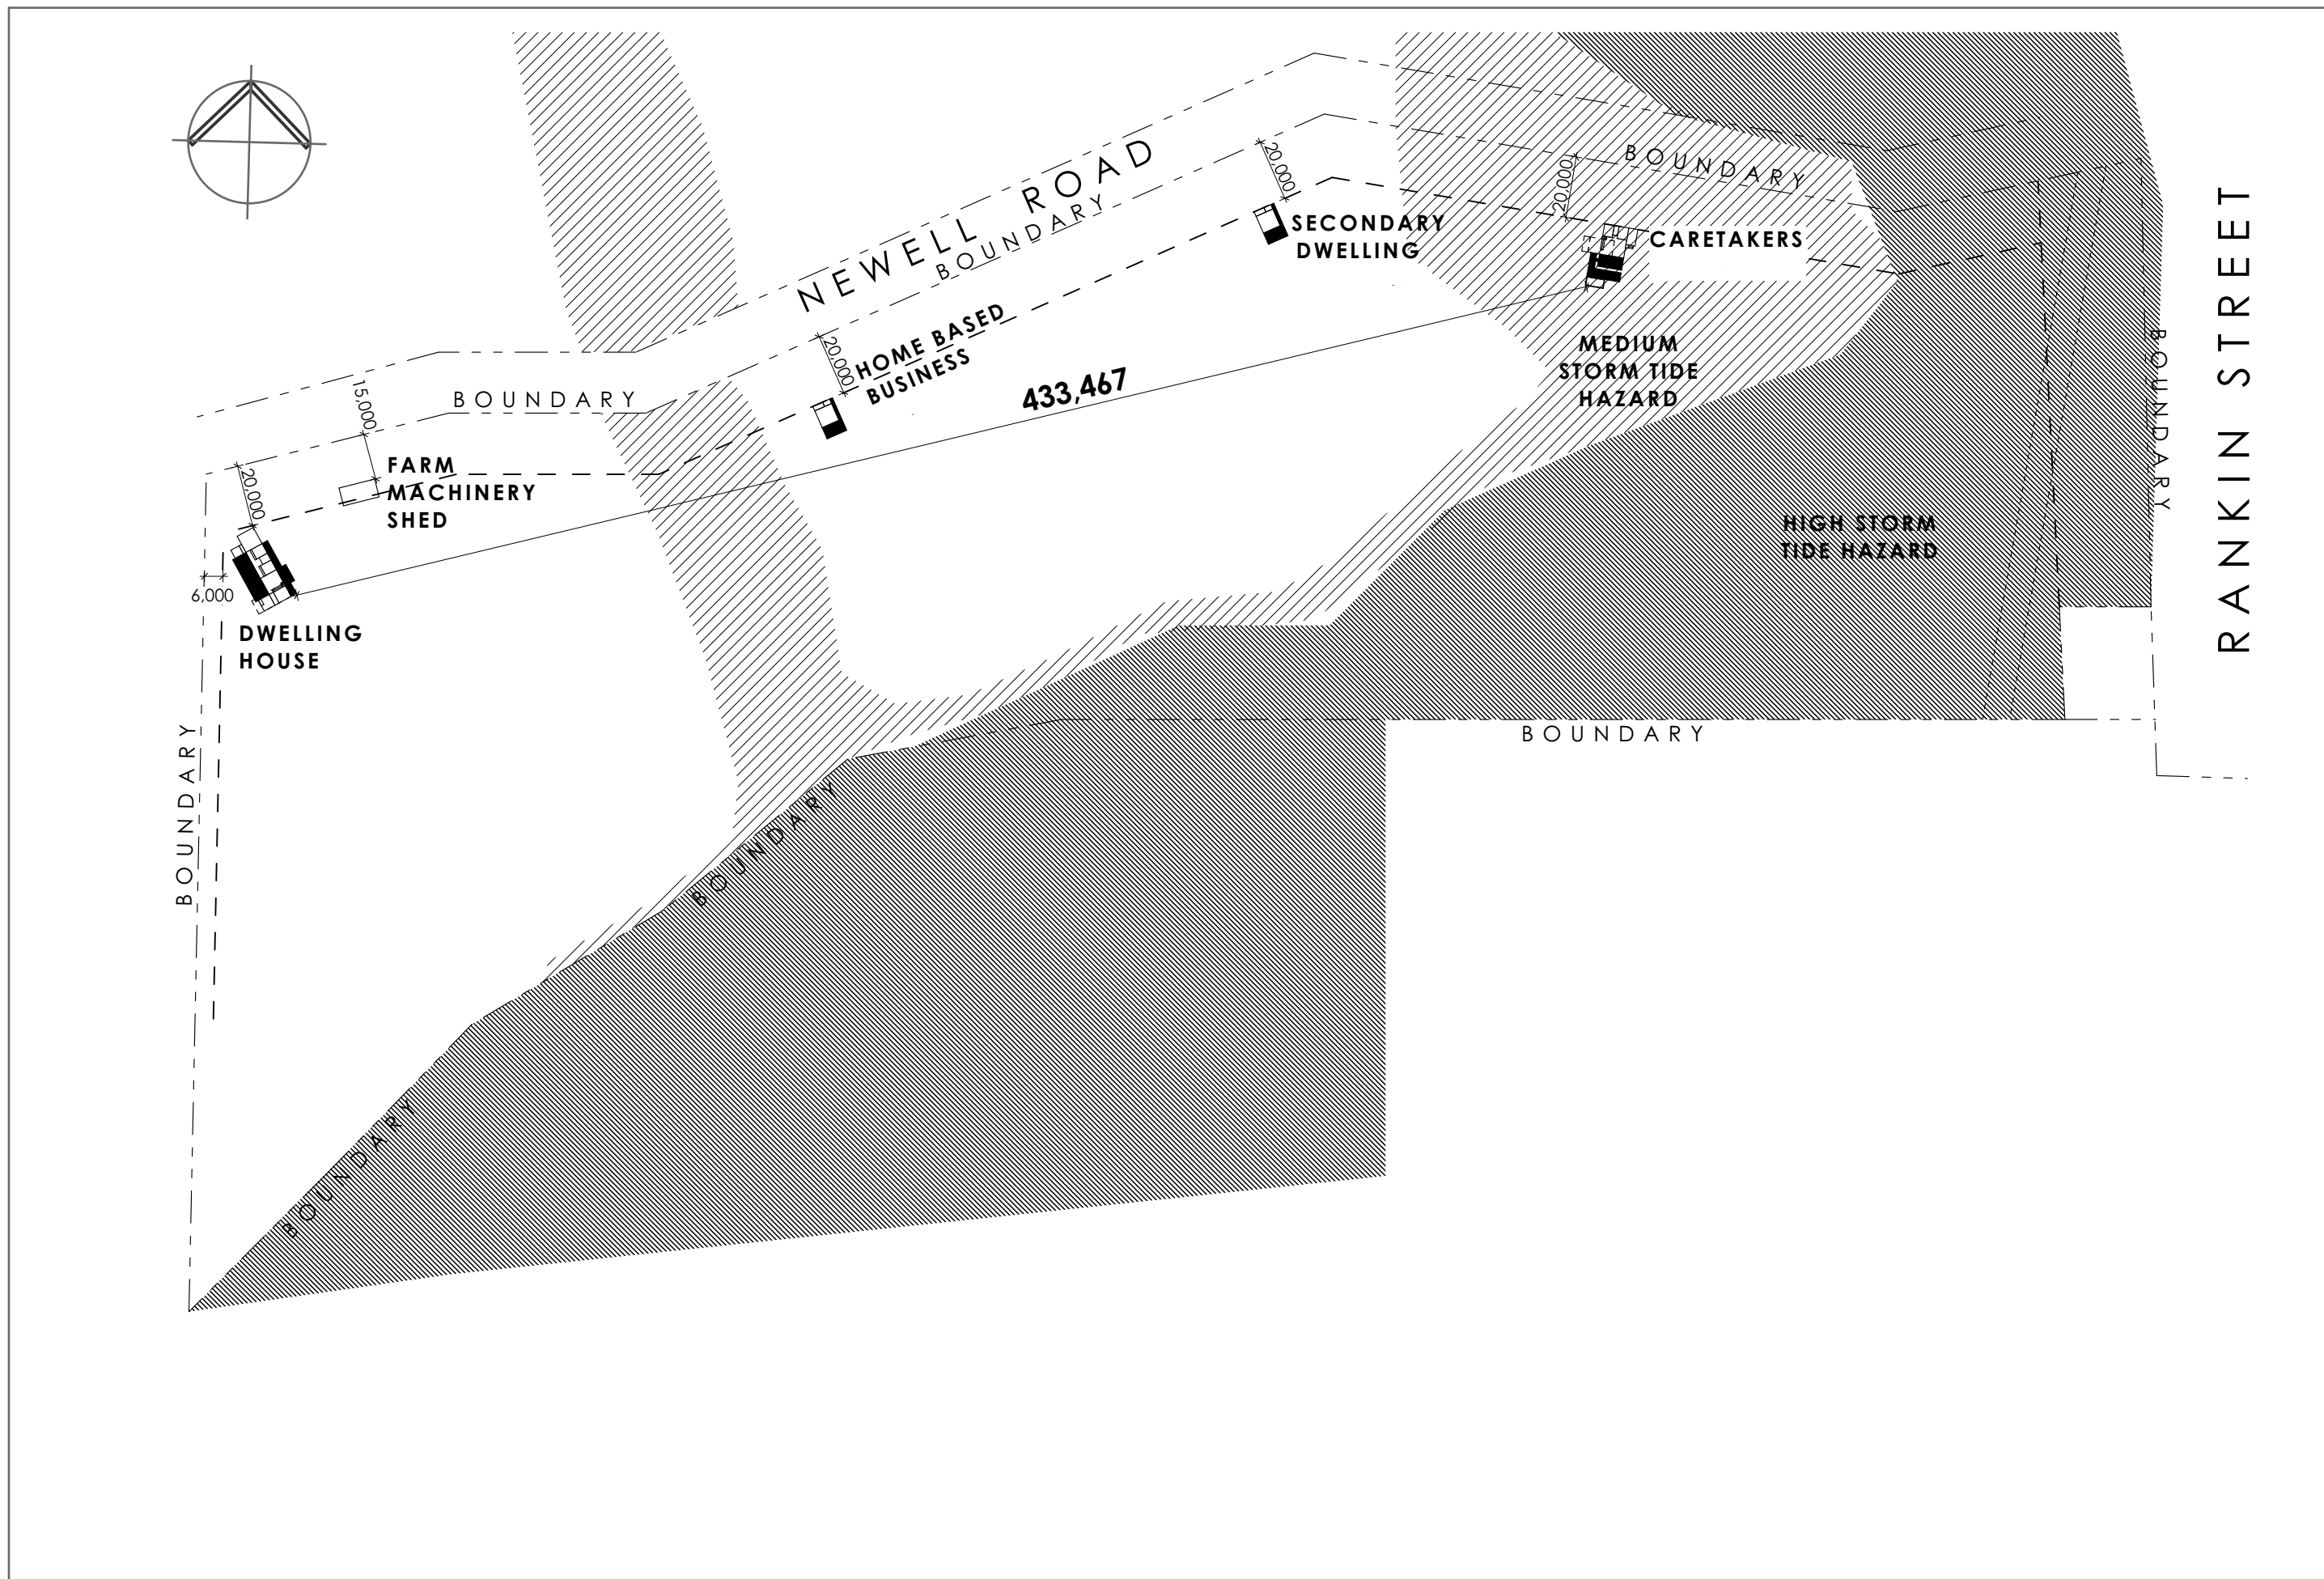 BOUNDARY
20,000
20,000
NEWELL ROAD
BOUNDARY
SECONDARY
DWELLING
CARETAKERS
RANKIN STREET
HOME BASED
BUSINESS
20,000
MEDIUM
STORM TIDE
HAZARD
BOUNDARY
433,467
15,000
BOUNDARY
FARM
MACHINERY
SHED
20,000
HIGH STORM
TIDE HAZARD
6,000
DWELLING
HOUSE
BOUNDARY
BOUNDARY
BOUNDARY
BOUNDARY